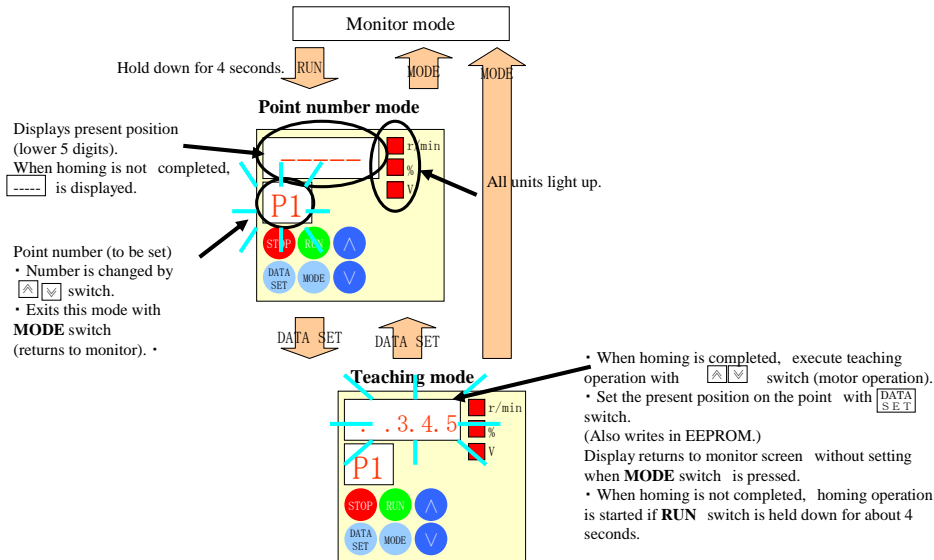 Monitor mode
Hold down for 4 seconds.
RUN
MODE
MODE
Point number mode
Displays present position
(lower 5 digits).
When homing is not completed,
----- is displayed.
-----
r/min
%
V
All units light up.
P1
Point number (to be set)
・Number is changed by
∧ ∨ switch.
・Exits this mode with
MODE switch
(returns to monitor).・
STOP RUN ∧
DATA SET MODE ∨
DATA SET
DATA SET
Teaching mode
. .3.4.5
r/min
%
V
P1
STOP RUN ∧
DATA SET MODE ∨
・When homing is completed, execute teaching
operation with ∧ ∨ switch (motor operation).
・Set the present position on the point with DATA SET
switch.
(Also writes in EEPROM.)
Display returns to monitor screen without setting
when MODE switch is pressed.
・When homing is not completed, homing operation
is started if RUN switch is held down for about 4
seconds.